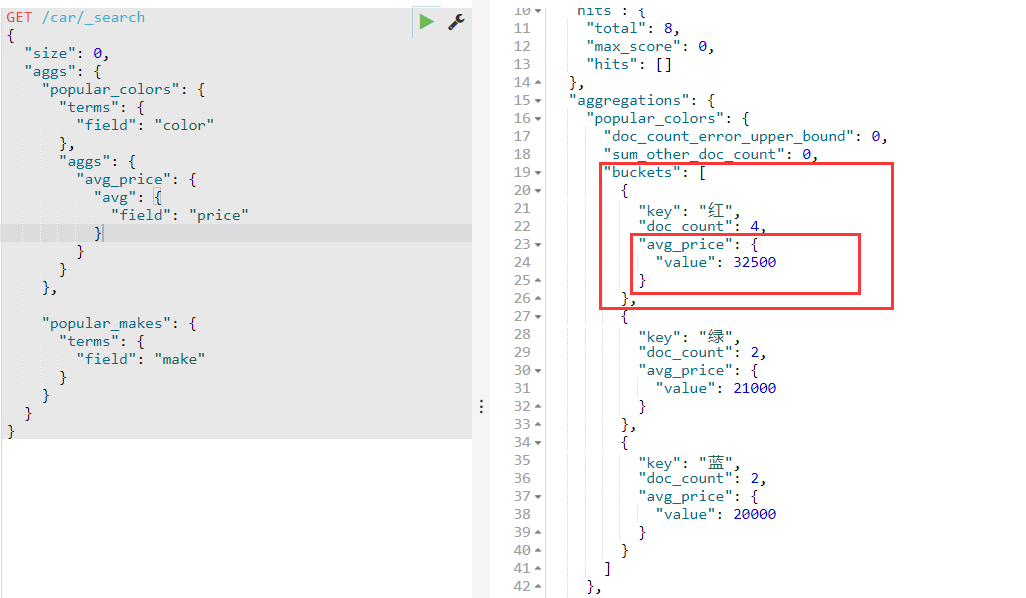 GET /car/_search
{
  "size": 0,
  "aggs": {
    "popular_colors": {
      "terms": {
        "field": "color"
      },
      "aggs": {
        "avg_price": {
          "avg": {
            "field": "price"
          }
        }
      }
    },
    "popular_makes": {
      "terms": {
        "field": "make"
      }
    }
  }
}
10 hits": {
11 "total": 8,
12 "max_score": 0,
13 "hits": []
14 },
15 "aggregations": {
16 "popular_colors": {
17 "doc_count_error_upper_bound": 0,
18 "sum_other_doc_count": 0,
19 "buckets": [
20 {
21 "key": "红",
22 "doc_count": 4,
23 "avg_price": {
24 "value": 32500
25 }
26 },
27 {
28 "key": "绿",
29 "doc_count": 2,
30 "avg_price": {
31 "value": 21000
32 }
33 },
34 {
35 "key": "蓝",
36 "doc_count": 2,
37 "avg_price": {
38 "value": 20000
39 }
40 }
41 ]
42 },